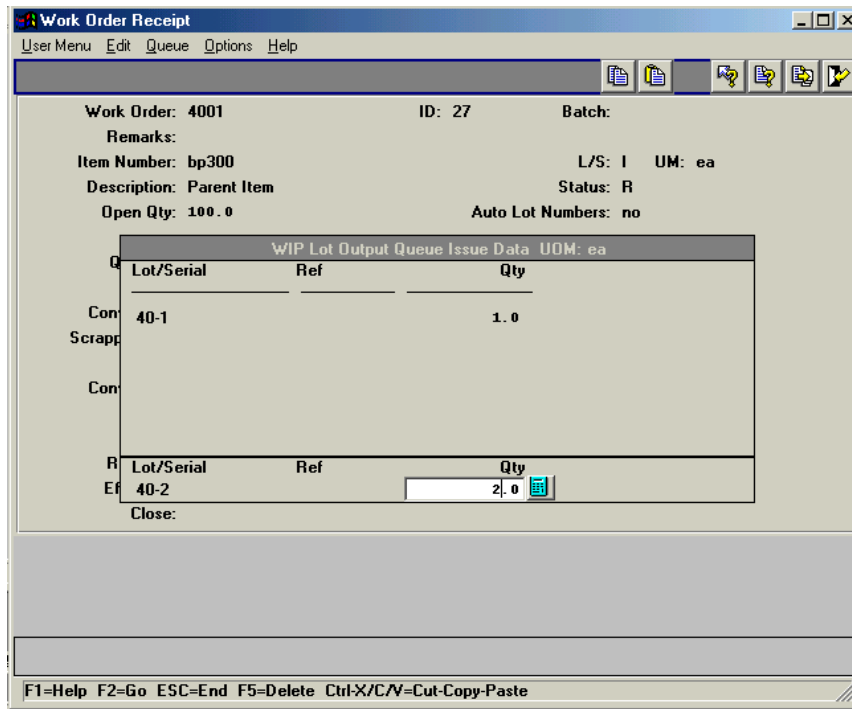 Work Order Receipt
User Menu Edit Queue Options Help
Work Order: 4001 ID: 27 Batch:
Remarks:
Item Number: bp300 L/S: l UM: ea
Description: Parent Item Status: R
Open Qty: 100.0 Auto Lot Numbers: no
WIP Lot Output Queue Issue Data UOM: ea
Lot/Serial Ref Qty
40-1 1.0
Lot/Serial Ref Qty
40-2 2.0
Close:
F1=Help F2=Go ESC=End F5=Delete Ctrl-X/C/V=Cut-Copy-Paste